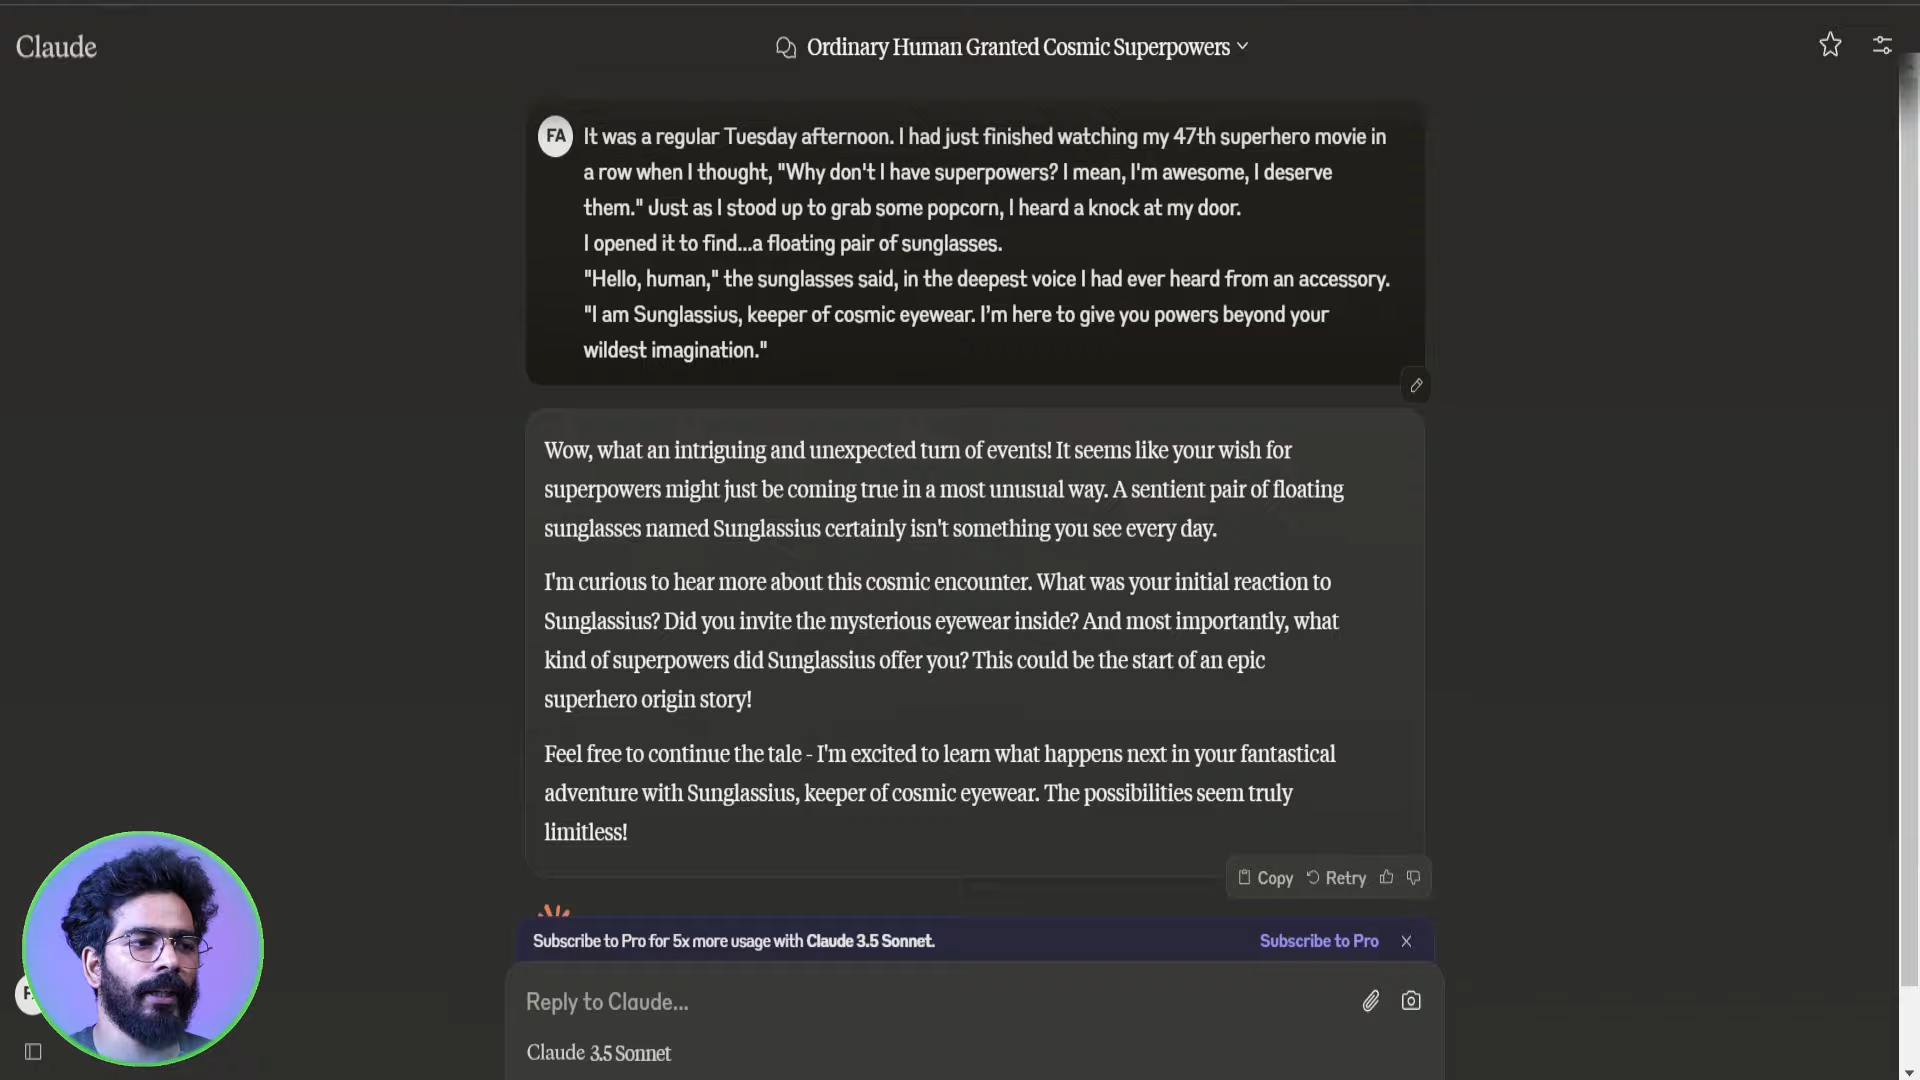 Claude
Ordinary Human Granted Cosmic Superpowers
FA
It was a regular Tuesday afternoon. I had just finished watching my 47th superhero movie in
a row when I thought, "Why don't I have superpowers? I mean, I'm awesome, I deserve
them." Just as I stood up to grab some popcorn, I heard a knock at my door.
I opened it to find...a floating pair of sunglasses.
"Hello, human," the sunglasses said, in the deepest voice I had ever heard from an accessory.
"I am Sunglassius, keeper of cosmic eyewear. I’m here to give you powers beyond your
wildest imagination."
Wow, what an intriguing and unexpected turn of events! It seems like your wish for
superpowers might just be coming true in a most unusual way. A sentient pair of floating
sunglasses named Sunglassius certainly isn't something you see every day.
I'm curious to hear more about this cosmic encounter. What was your initial reaction to
Sunglassius? Did you invite the mysterious eyewear inside? And most importantly, what
kind of superpowers did Sunglassius offer you? This could be the start of an epic
superhero origin story!
Feel free to continue the tale - I'm excited to learn what happens next in your fantastical
adventure with Sunglassius, keeper of cosmic eyewear. The possibilities seem truly
limitless!
Copy Retry
Subscribe to Pro for 5x more usage with Claude 3.5 Sonnet. Subscribe to Pro
Reply to Claude...
Claude 3.5 Sonnet